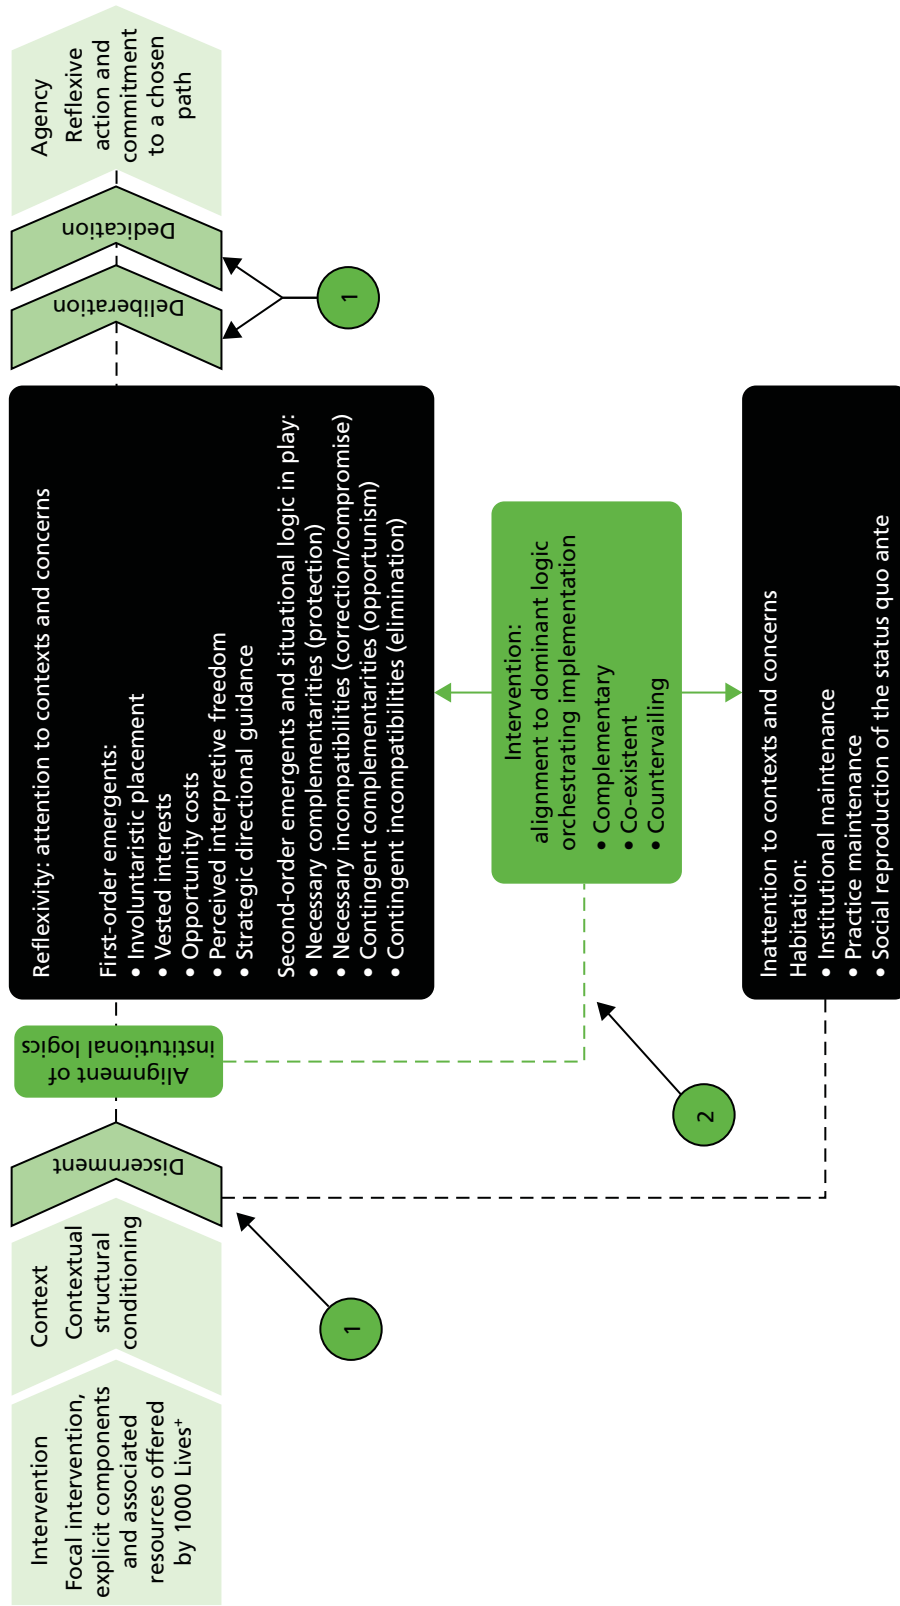 Intervention
Focal intervention,
explicit components
and associated
resources offered
by 1000 Lives+
Context
Contextual
structural
conditioning
Discernment
Alignment of
institutional logics
Reflexivity: attention to contexts and concerns
First-order emergents:
• Involuntaristic placement
• Vested interests
• Opportunity costs
• Perceived interpretive freedom
• Strategic directional guidance
Second-order emergents and situational logic in play:
• Necessary complementarities (protection)
• Necessary incompatibilities (correction/compromise)
• Contingent complementarities (opportunism)
• Contingent incompatibilities (elimination)
Deliberation
Dedication
Agency
Reflexive
action and
commitment
to a chosen
path
1
1
2
Intervention:
alignment to dominant logic
orchestrating implementation
• Complementary
• Co-existent
• Countervailing
Inattention to contexts and concerns
Habitation:
• Institutional maintenance
• Practice maintenance
• Social reproduction of the status quo ante